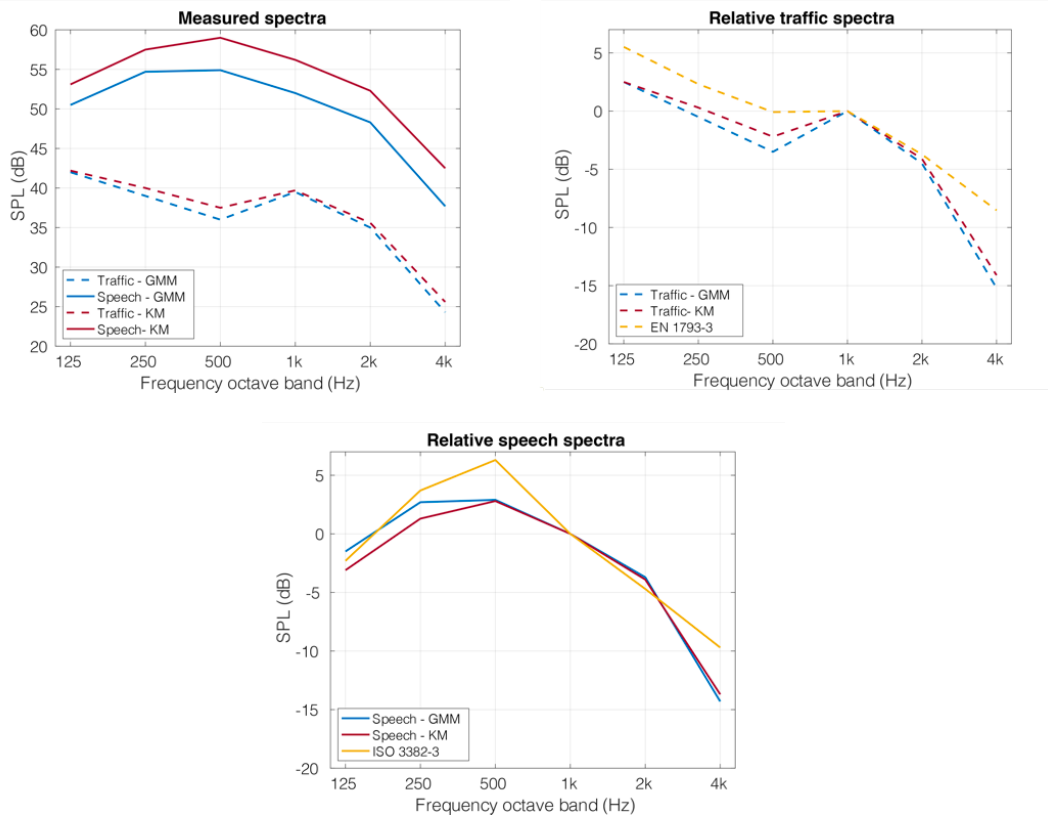 Measured spectra
60
55
50
45
40
35
30
25
20
SPL (dB)
Traffic - GMM
Speech - GMM
Traffic - KM
Speech- KM
125 250 500 1k 2k 4k
Frequency octave band (Hz)
Relative traffic spectra
5
0
-5
-10
-15
-20
SPL (dB)
Traffic - GMM
Traffic- KM
EN 1793-3
125 250 500 1k 2k 4k
Frequency octave band (Hz)
Relative speech spectra
5
0
-5
-10
-15
-20
SPL (dB)
Speech - GMM
Speech - KM
ISO 3382-3
125 250 500 1k 2k 4k
Frequency octave band (Hz)